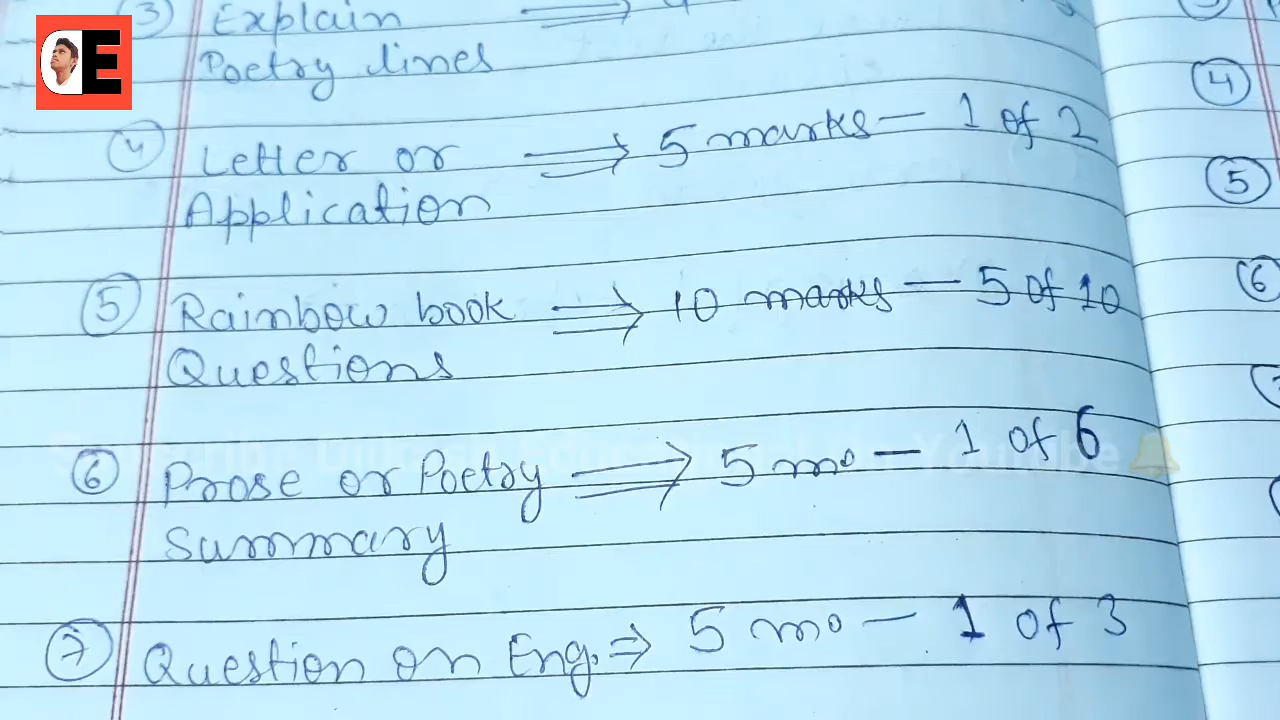 DE
③ Explain ⟹
Poetry lines
④ Letter or ⟹ 5 marks — 1 of 2
Application
⑤ Rainbow book ⟹ 10 marks — 5 of 10
Questions
⑥ Prose or Poetry ⟹ 5 mo — 1 of 6
Summary
⑦ Question on Eng. ⇒ 5 mo — 1 of 3
④
⑤
⑥